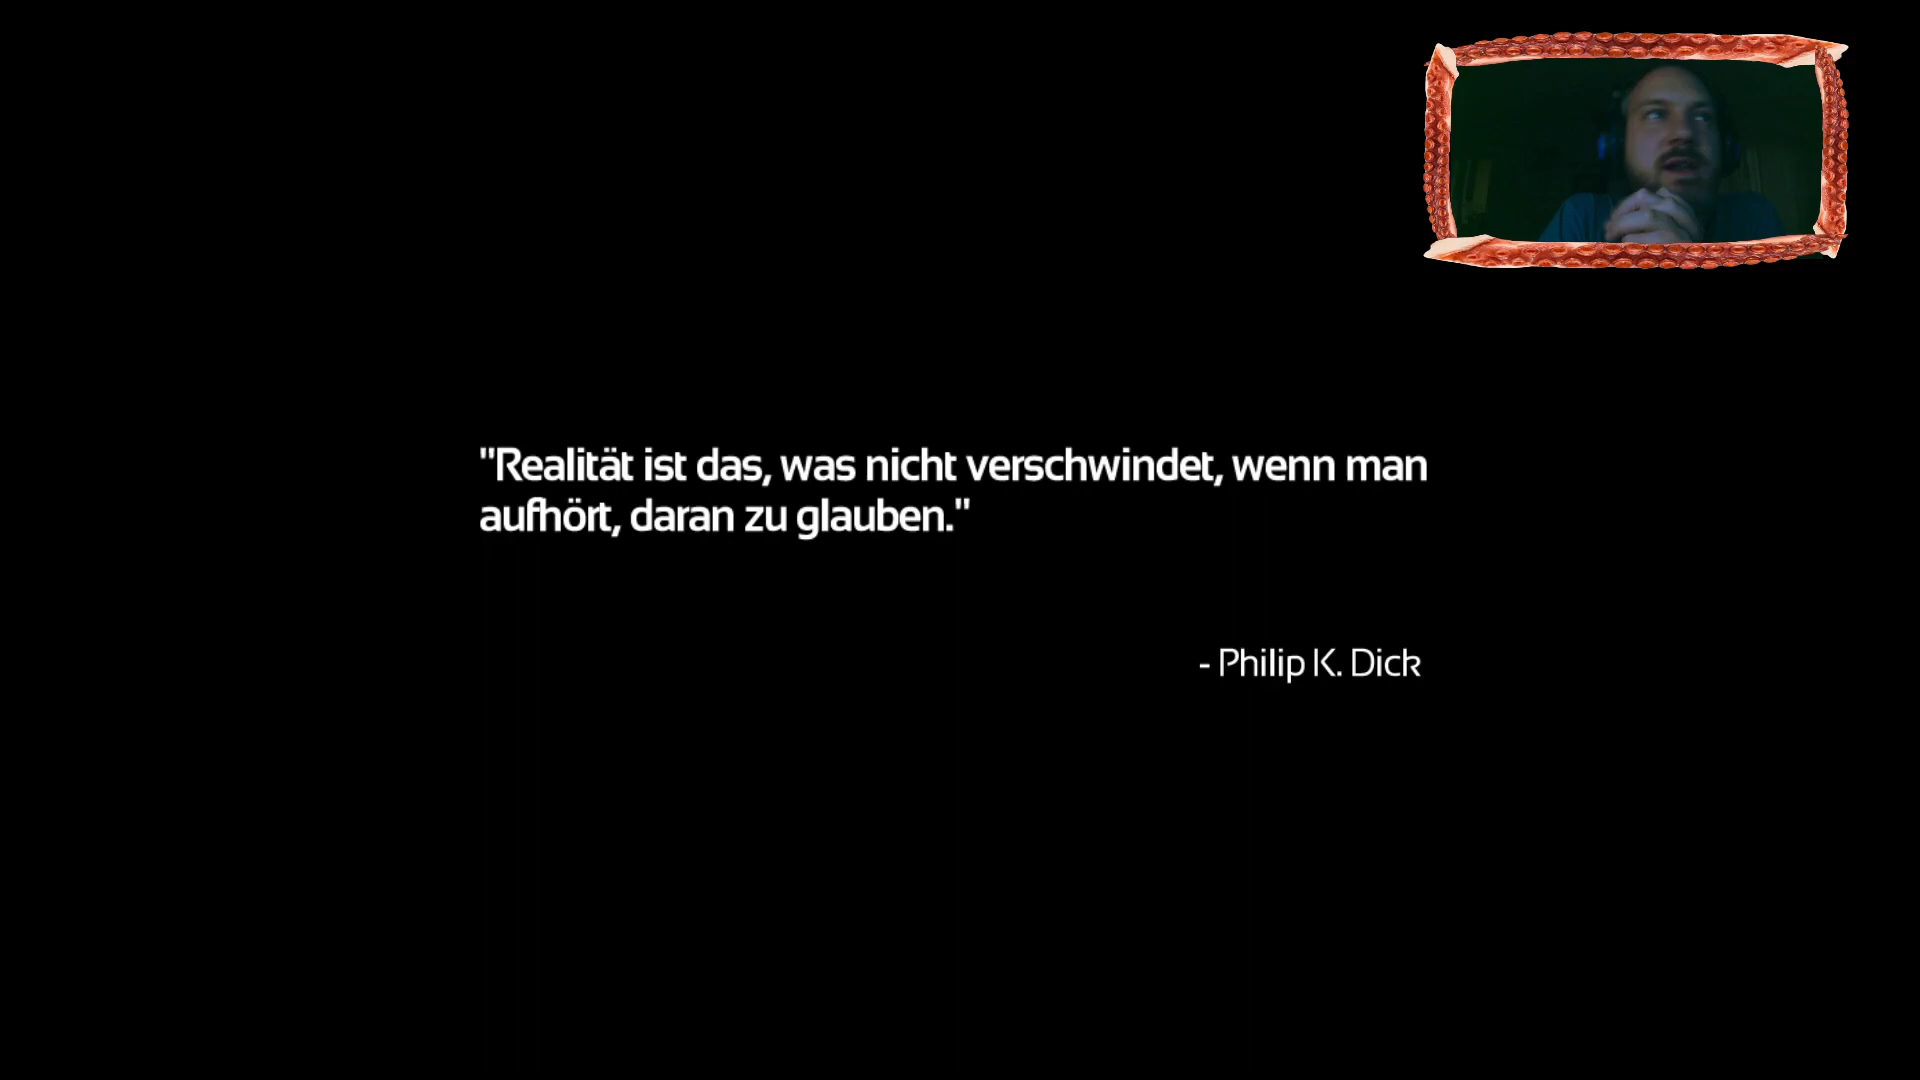 "Realität ist das, was nicht verschwindet, wenn man
aufhört, daran zu glauben."
- Philip K. Dick